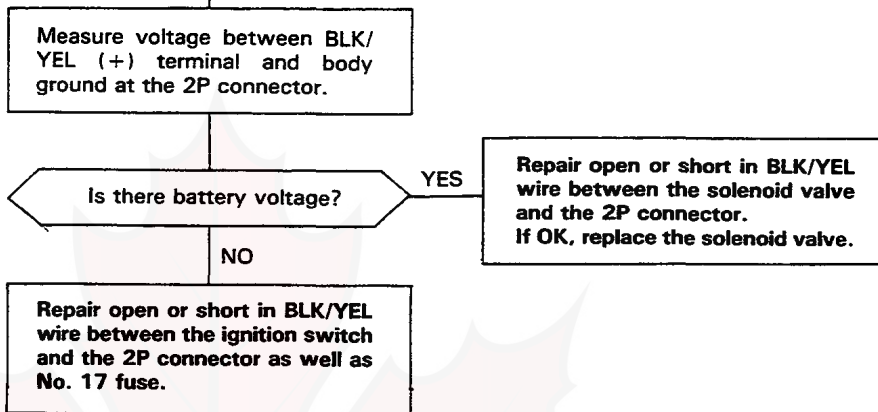 Measure voltage between BLK/
YEL (+) terminal and body
ground at the 2P connector.
Is there battery voltage?
YES
Repair open or short in BLK/YEL
wire between the solenoid valve
and the 2P connector.
If OK, replace the solenoid valve.
NO
Repair open or short in BLK/YEL
wire between the ignition switch
and the 2P connector as well as
No. 17 fuse.